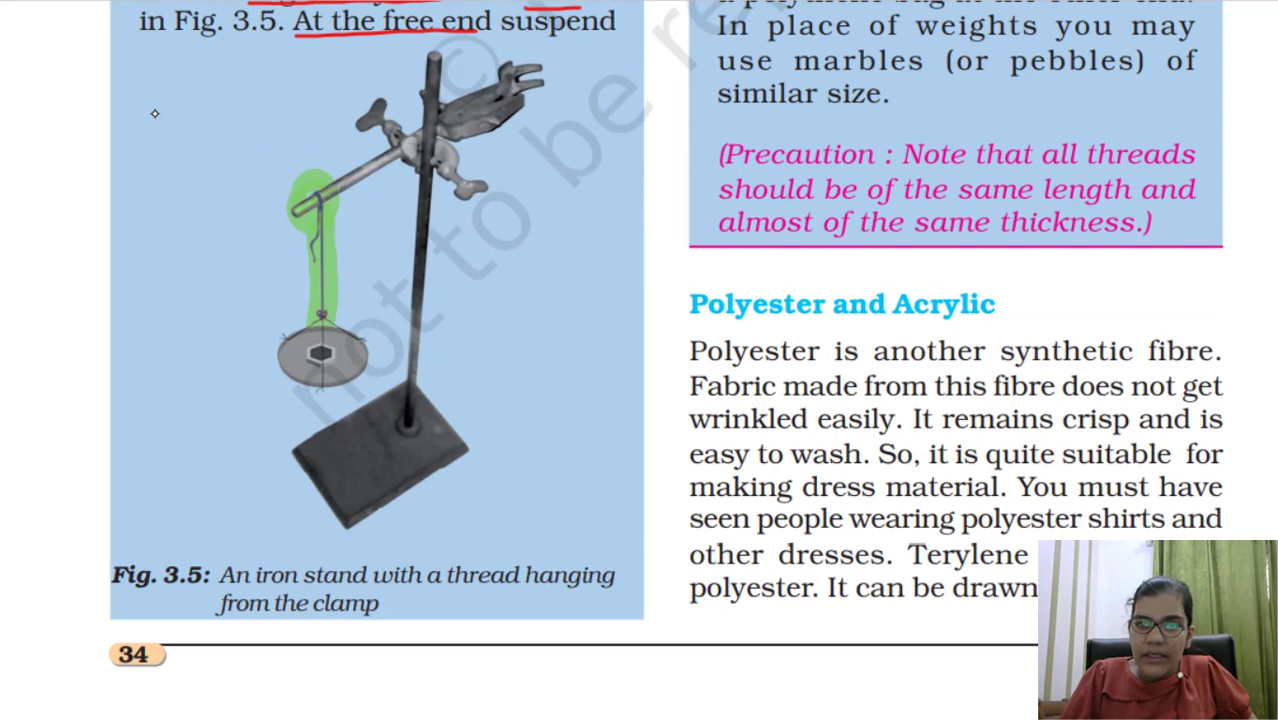 in Fig. 3.5. At the free end suspend
Fig. 3.5: An iron stand with a thread hanging
from the clamp
34
In place of weights you may
use marbles (or pebbles) of
similar size.
(Precaution : Note that all threads
should be of the same length and
almost of the same thickness.)
Polyester and Acrylic
Polyester is another synthetic fibre.
Fabric made from this fibre does not get
wrinkled easily. It remains crisp and is
easy to wash. So, it is quite suitable for
making dress material. You must have
seen people wearing polyester shirts and
other dresses. Terylene
polyester. It can be drawn
© 
not to be re